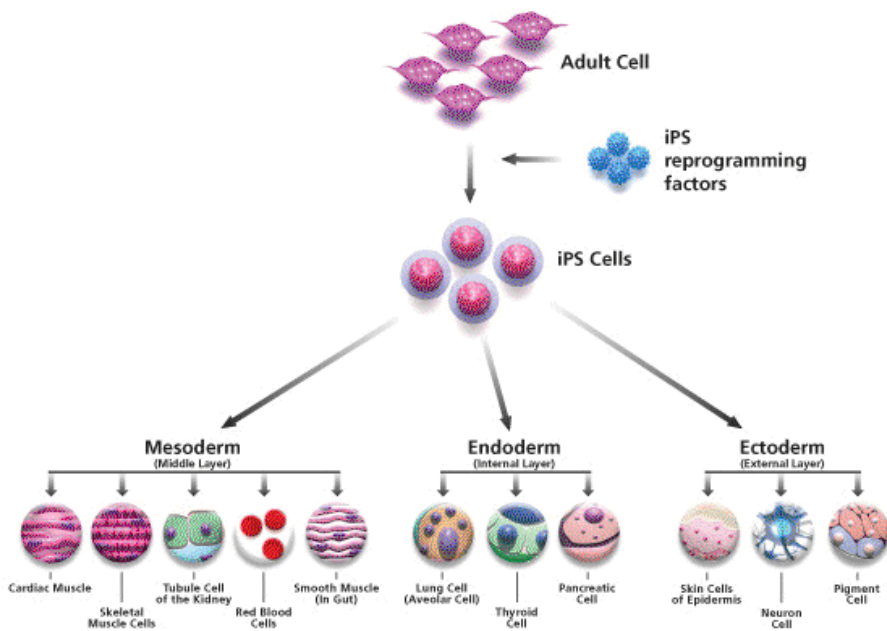 Adult Cell
iPS
reprogramming
factors
iPS Cells
Mesoderm
(Middle Layer)
Endoderm
(Internal Layer)
Ectoderm
(External Layer)
Cardiac Muscle
Skeletal
Muscle Cells
Tubule Cell
of the Kidney
Red Blood
Cells
Smooth Muscle
(In Gut)
Lung Cell
(Aveolar Cell)
Thyroid
Cell
Pancreatic
Cell
Skin Cells
of Epidermis
Neuron
Cell
Pigment
Cell